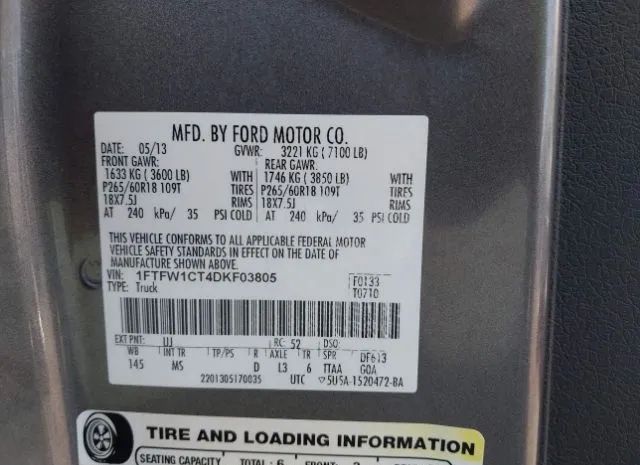 MFD. BY FORD MOTOR CO.
DATE: 05/13 GVWR: 3221 KG ( 7100 LB)
FRONT GAWR: REAR GAWR:
1633 KG ( 3600 LB) WITH 1746 KG ( 3850 LB) WITH
P265/60R18 109T TIRES P265/60R18 109T TIRES
18X7.5J RIMS 18X7.5J RIMS
AT 240 kPa/ 35 PSI COLD AT 240 kPa/ 35 PSI COLD
THIS VEHICLE CONFORMS TO ALL APPLICABLE FEDERAL MOTOR
VEHICLE SAFETY STANDARDS IN EFFECT ON THE DATE OF
MANUFACTURE SHOWN ABOVE.
VIN: 1FTFW1CT4DKF03805 F0133
TYPE: Truck T0710
EXT PNT: UJ RC: 52 DSO:
WB INT TR TP/PS R AXLE TR SPR DF613
145 MS D L3 6 TTAA GOA
2201305170035 UTC 5U5A-1520472-BA
TIRE AND LOADING INFORMATION
SEATING CAPACITY TOTAL: 6